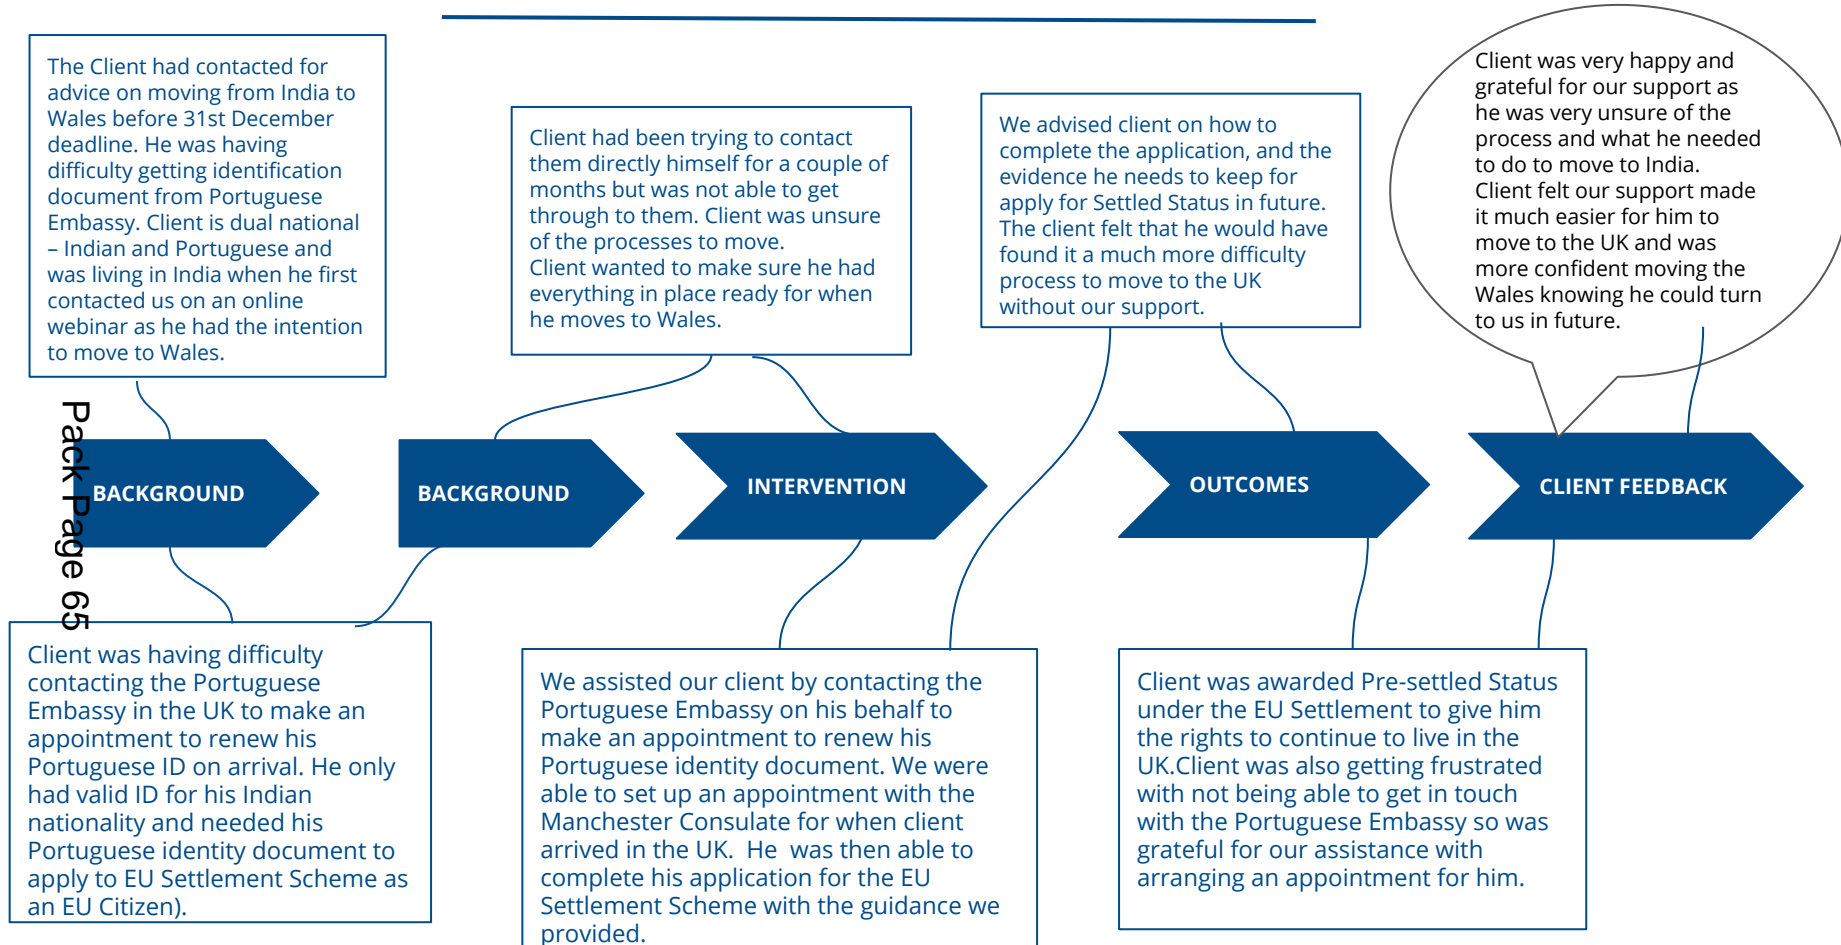 The Client had contacted for
advice on moving from India to
Wales before 31st December
deadline. He was having
difficulty getting identification
document from Portuguese
Embassy. Client is dual national
– Indian and Portuguese and
was living in India when he first
contacted us on an online
webinar as he had the intention
to move to Wales.
Client had been trying to contact
them directly himself for a couple of
months but was not able to get
through to them. Client was unsure
of the processes to move.
Client wanted to make sure he had
everything in place ready for when
he moves to Wales.
We advised client on how to
complete the application, and the
evidence he needs to keep for
apply for Settled Status in future.
The client felt that he would have
found it a much more difficulty
process to move to the UK
without our support.
Client was very happy and
grateful for our support as
he was very unsure of the
process and what he needed
to do to move to India.
Client felt our support made
it much easier for him to
move to the UK and was
more confident moving the
Wales knowing he could turn
to us in future.
Pack Page 65
BACKGROUND
BACKGROUND
INTERVENTION
OUTCOMES
CLIENT FEEDBACK
Client was having difficulty
contacting the Portuguese
Embassy in the UK to make an
appointment to renew his
Portuguese ID on arrival. He only
had valid ID for his Indian
nationality and needed his
Portuguese identity document to
apply to EU Settlement Scheme as
an EU Citizen).
We assisted our client by contacting the
Portuguese Embassy on his behalf to
make an appointment to renew his
Portuguese identity document. We were
able to set up an appointment with the
Manchester Consulate for when client
arrived in the UK.  He  was then able to
complete his application for the EU
Settlement Scheme with the guidance we
provided.
Client was awarded Pre-settled Status
under the EU Settlement to give him
the rights to continue to live in the
UK.Client was also getting frustrated
with not being able to get in touch
with the Portuguese Embassy so was
grateful for our assistance with
arranging an appointment for him.